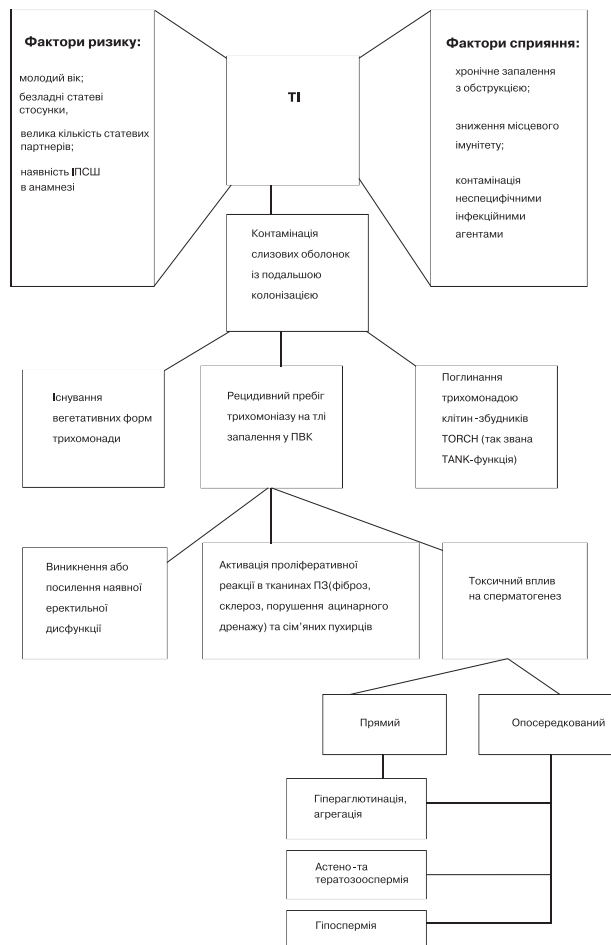 Фактори ризику:
молодий вік;
безладні статеві
стосунки,
велика кількість статевих
партнерів;
наявність ІПСШ
в анамнезі
ТІ
Фактори сприяння:
хронічне запалення
з обструкцією;
зниження місцевого
імунітету;
контамінація
неспецифічними
інфекційними
агентами
Контамінація
слизових оболонок
із подальшою
колонізацією
Існування
вегетативних форм
трихомонади
Рецидивний пребіг
трихомоніазу на тлі
запалення у ПВК
Поглинання
трихомонадою
клітин-збудників
TORCH (так звана
TANK-функція)
Виникнення або
посилення наявної
еректильної
дисфункції
Активація проліферативної
реакції в тканинах ПЗ(фіброз,
склероз, порушення ацинарного
дренажу) та сім’яних пухирців
Токсичний вплив
на сперматогенез
Прямий
Опосередкований
Гіпераглютинація,
агрегація
Астено-та
тератозооспермія
Гіпоспермія